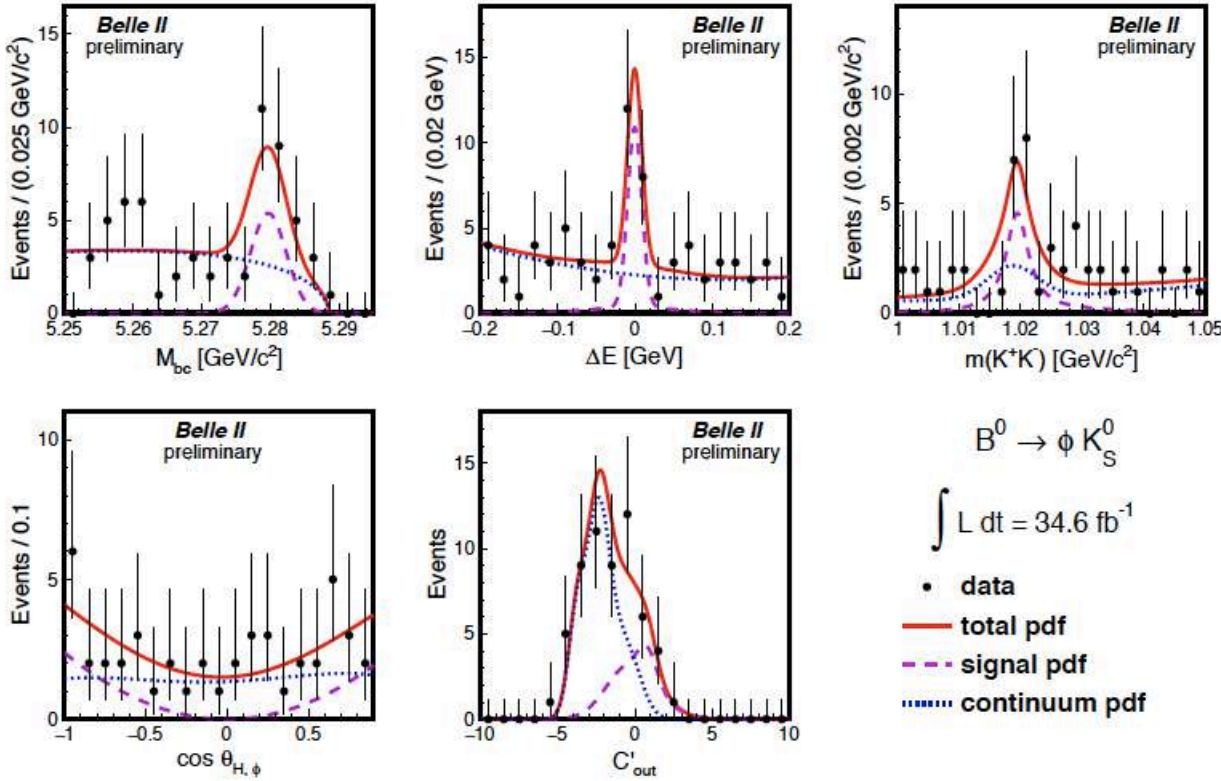 Belle II
preliminary
Events / (0.025 GeV/c²)
15
10
5
0
5.25 5.26 5.27 5.28 5.29
M_bc [GeV/c²]
Belle II
preliminary
Events / (0.02 GeV)
15
10
5
0
-0.2 -0.1 0 0.1 0.2
ΔE [GeV]
Belle II
preliminary
Events / (0.002 GeV/c²)
10
5
0
1 1.01 1.02 1.03 1.04 1.05
m(K⁺K⁻) [GeV/c²]
Belle II
preliminary
Events / 0.1
10
5
0
-1 -0.5 0 0.5
cos θ_H, ϕ
Belle II
preliminary
Events
15
10
5
0
-10 -5 0 5 10
C'_out
B⁰ → ϕ K_S⁰
∫ L dt = 34.6 fb⁻¹
data
total pdf
signal pdf
continuum pdf